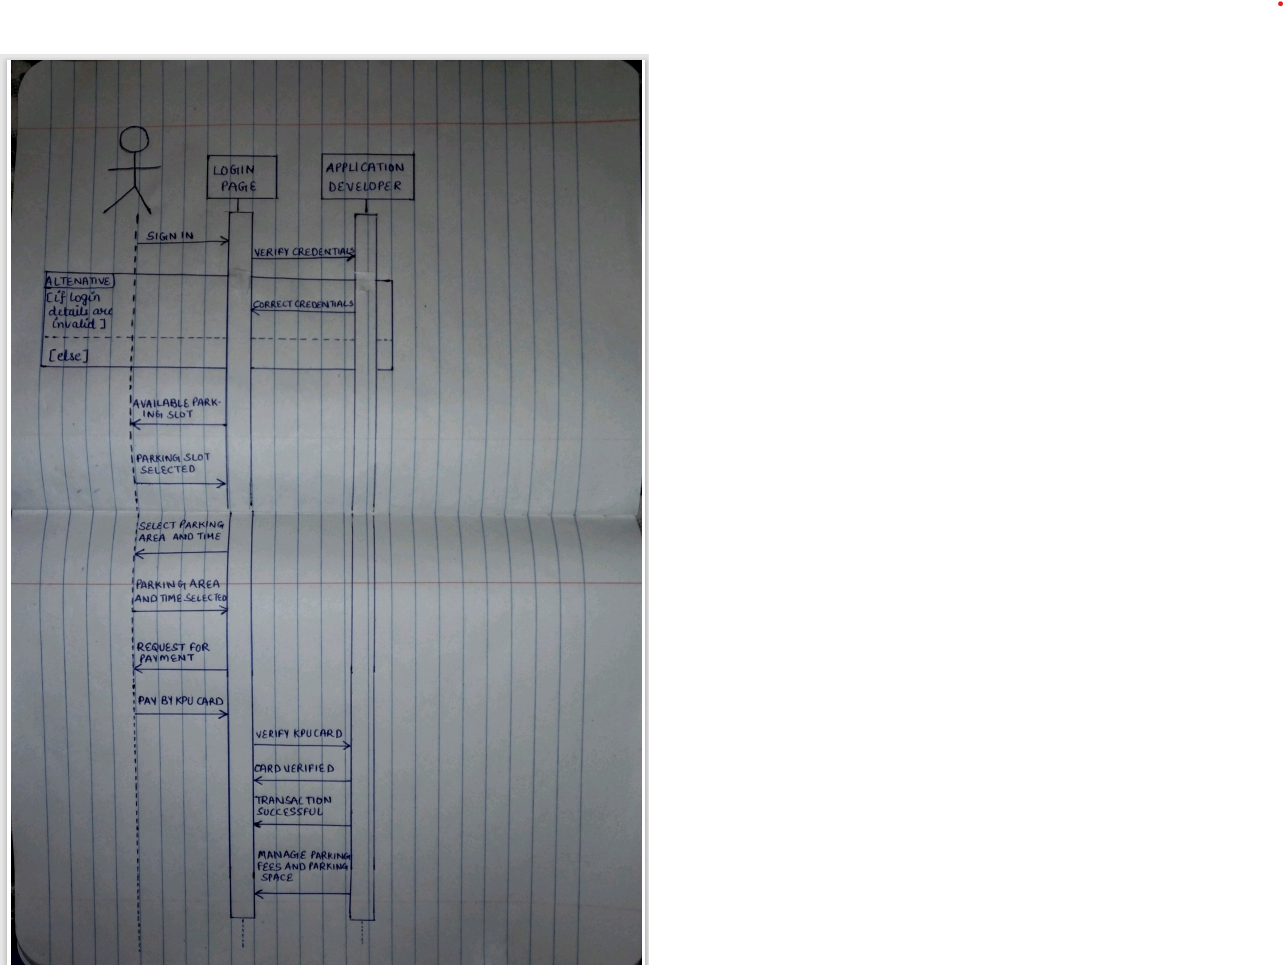 LOGIN
PAGE
APPLICATION
DEVELOPER
SIGN IN
VERIFY CREDENTIALS
ALTENATIVE
[if login
details are
invalid]
CORRECT CREDENTIALS
[else]
AVAILABLE PARK-
ING SLOT
PARKING SLOT
SELECTED
SELECT PARKING
AREA AND TIME
PARKING AREA
AND TIME SELECTED
REQUEST FOR
PAYMENT
PAY BY KPU CARD
VERIFY KPU CARD
CARD VERIFIED
TRANSACTION
SUCCESSFUL
MANAGE PARKING
FEES AND PARKING
SPACE